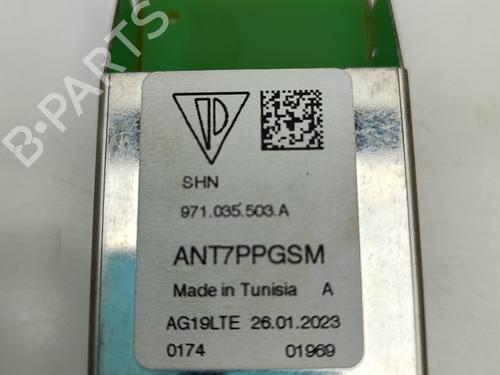 B-PARTS
SHN
971.035.503.A
ANT7PPGSM
Made in Tunisia A
AG19LTE 26.01.2023
0174 01969